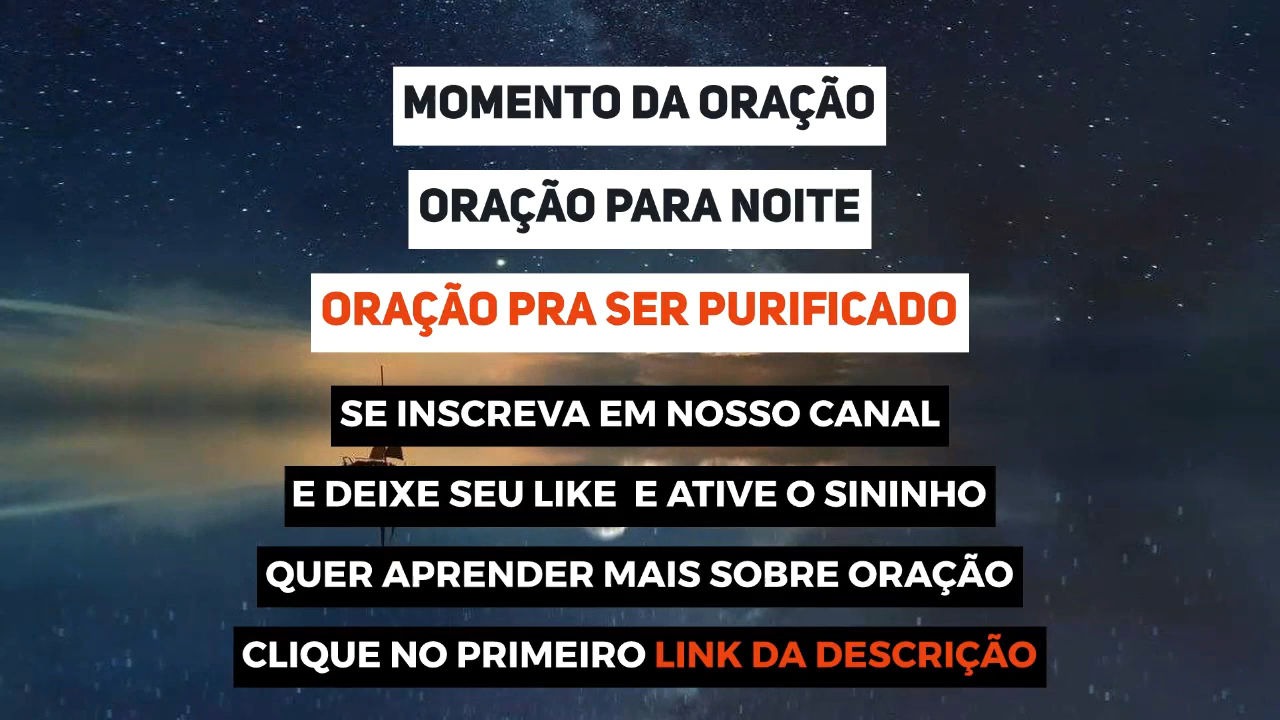 MOMENTO DA ORAÇÃO
ORAÇÃO PARA NOITE
ORAÇÃO PRA SER PURIFICADO
SE INSCREVA EM NOSSO CANAL
E DEIXE SEU LIKE E ATIVE O SININHO
QUER APRENDER MAIS SOBRE ORAÇÃO
CLIQUE NO PRIMEIRO LINK DA DESCRIÇÃO